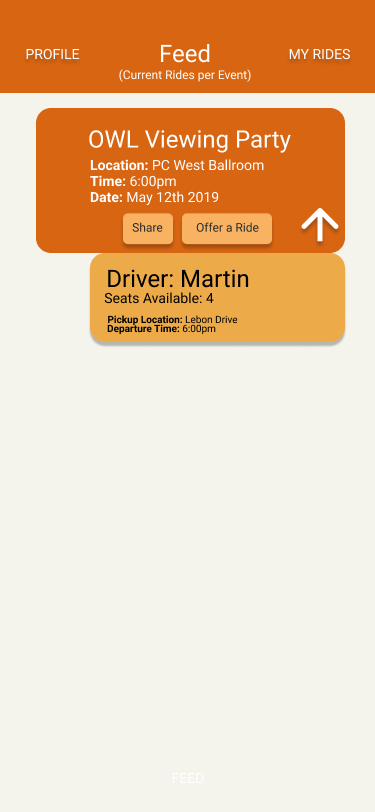 PROFILE
Feed
MY RIDES
(Current Rides per Event)
OWL Viewing Party
Location: PC West Ballroom
Time: 6:00pm
Date: May 12th 2019
Share
Offer a Ride
Driver: Martin
Seats Available: 4
Pickup Location: Lebon Drive
Departure Time: 6:00pm
FEED